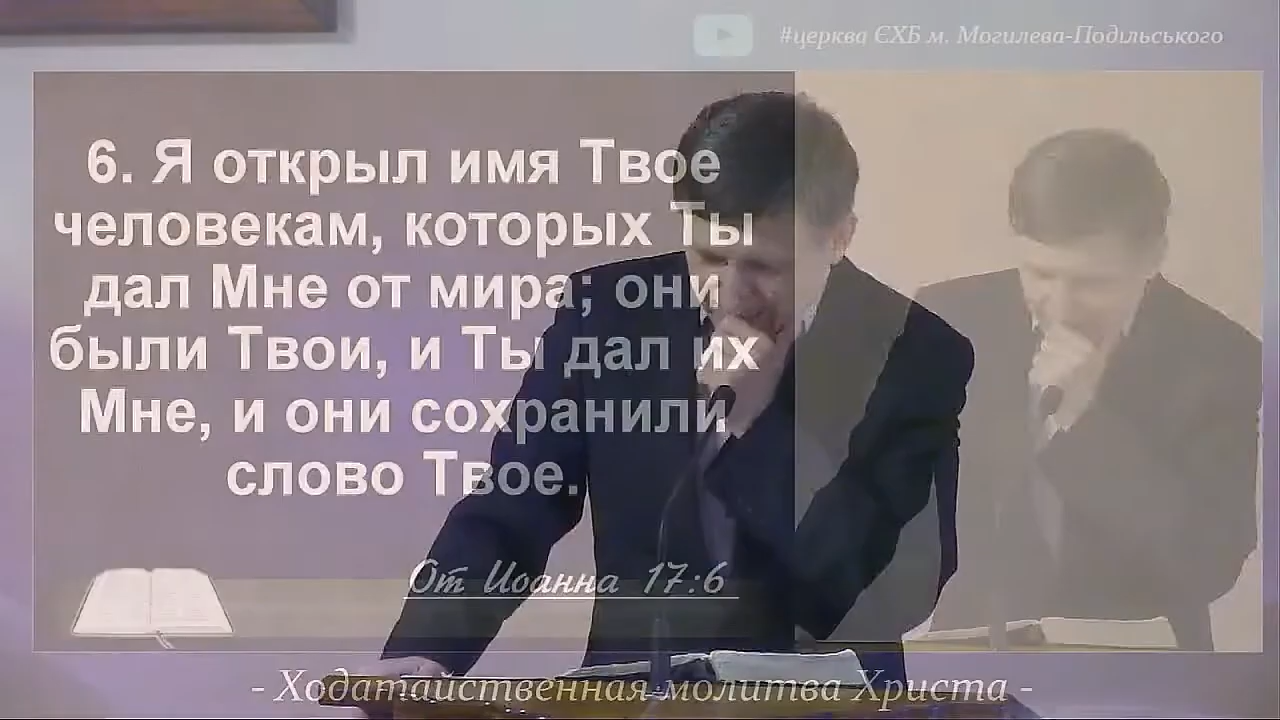 #церква ЄХБ м. Могилева-Подільського
6. Я открыл имя Твое
человекам, которых Ты
дал Мне от мира; они
были Твои, и Ты дал их
Мне, и они сохранили
слово Твое.
От Иоанна 17:6
- Ходатайственная молитва Христа -